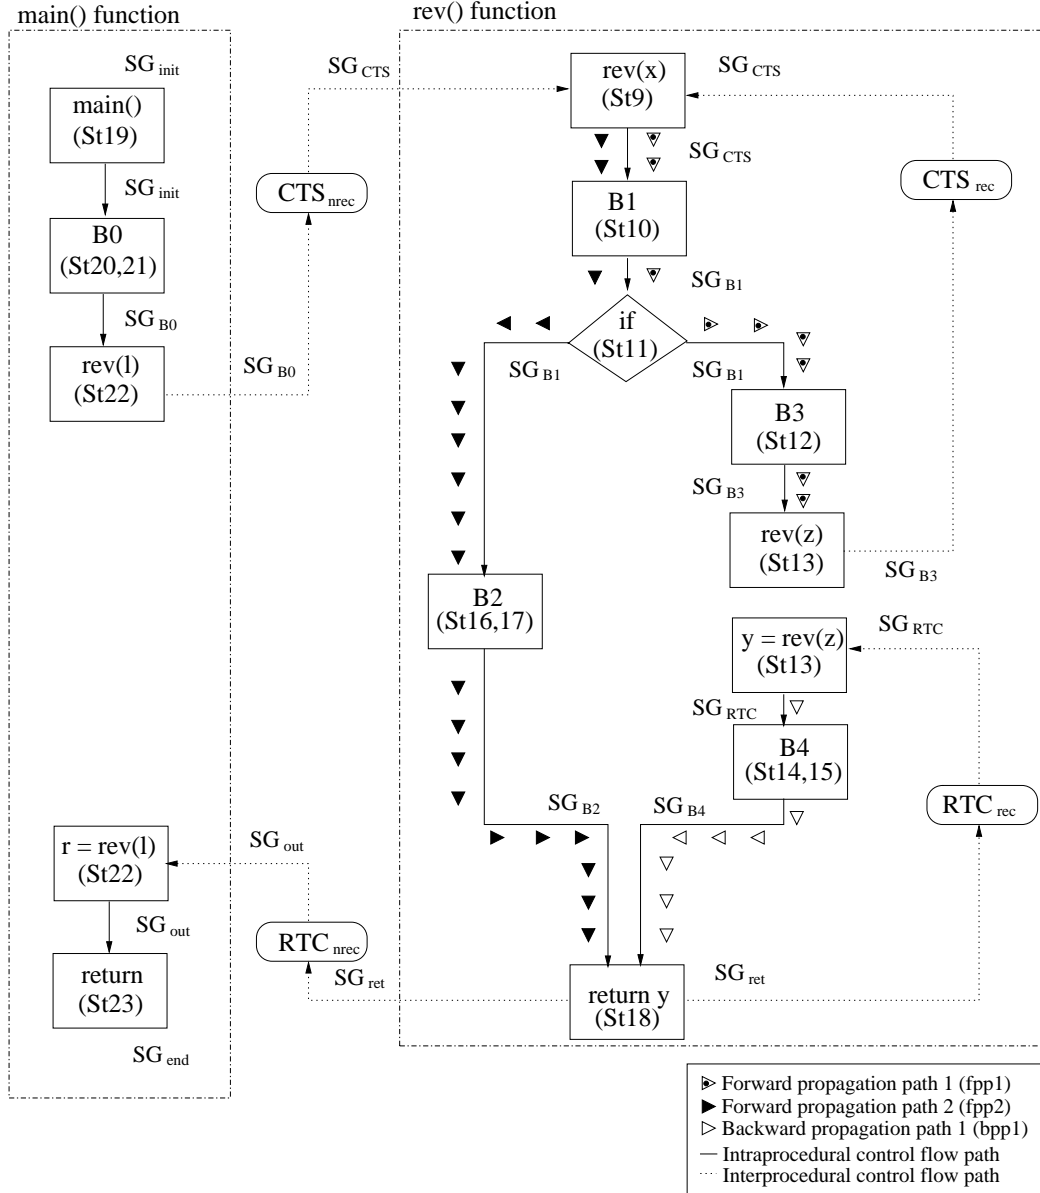 main() function
rev() function
SG init
SG CTS
rev(x)
(St9)
SG CTS
main()
(St19)
SG CTS
SG init
CTS nrec
B1
(St10)
CTS rec
B0
(St20,21)
SG B1
SG B0
if
(St11)
rev(l)
(St22)
SG B0
SG B1
SG B1
B3
(St12)
SG B3
rev(z)
(St13)
SG B3
B2
(St16,17)
y = rev(z)
(St13)
SG RTC
SG RTC
B4
(St14,15)
SG B2
SG B4
RTC rec
r = rev(l)
(St22)
SG out
SG out
RTC nrec
return
(St23)
SG ret
return y
(St18)
SG ret
SG end
Forward propagation path 1 (fpp1)
Forward propagation path 2 (fpp2)
Backward propagation path 1 (bpp1)
Intraprocedural control flow path
Interprocedural control flow path